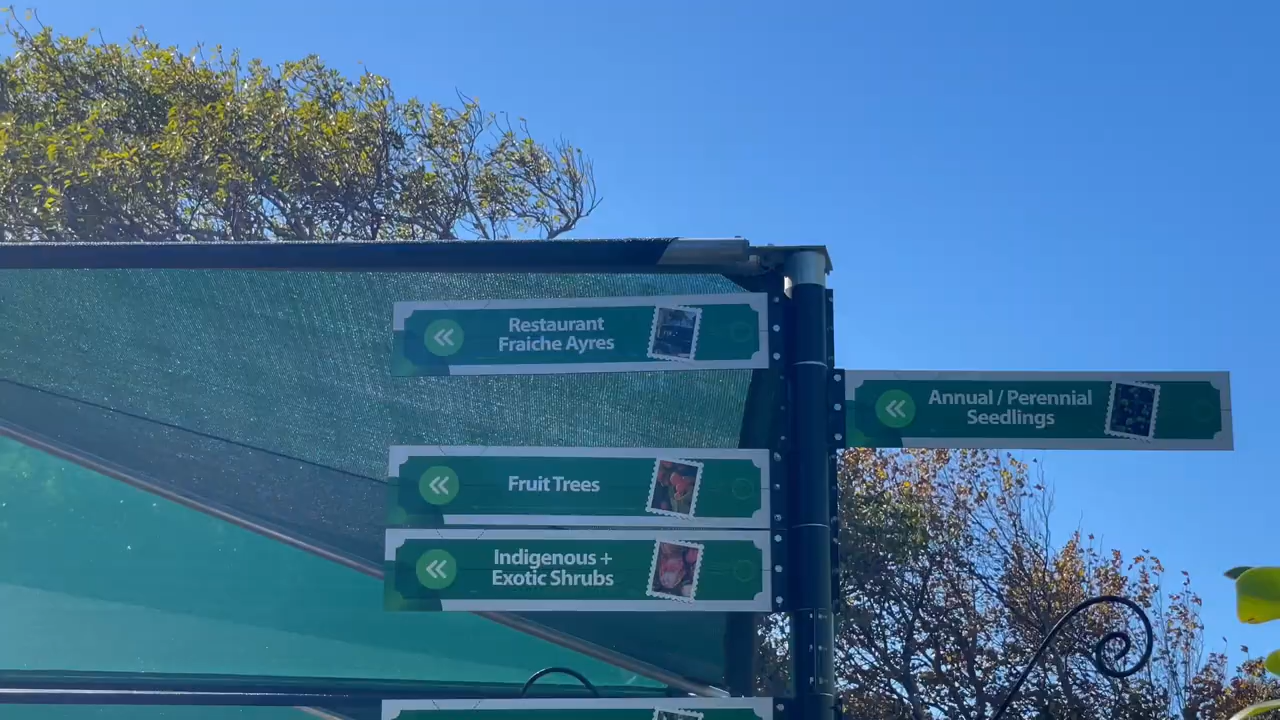 Restaurant
Fraiche Ayres
Annual / Perennial
Seedlings
Fruit Trees
Indigenous +
Exotic Shrubs